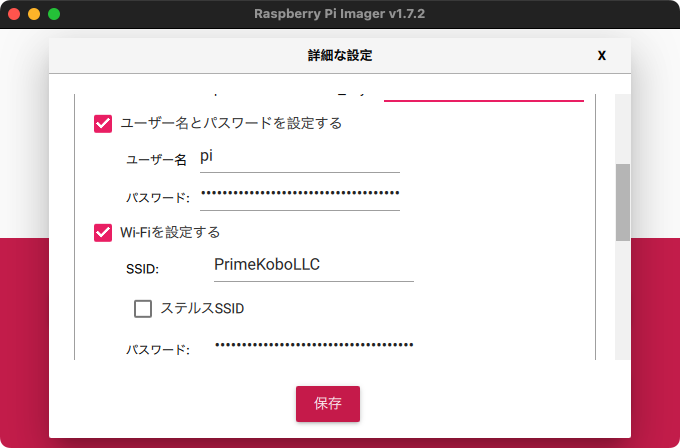 Raspberry Pi Imager v1.7.2
詳細な設定
X
ユーザー名とパスワードを設定する
ユーザー名 pi
パスワード: •••••••••••••••••••••••••••••••••••••
Wi-Fiを設定する
SSID: PrimeKoboLLC
ステルスSSID
パスワード: •••••••••••••••••••••••••••••••••••••
保存